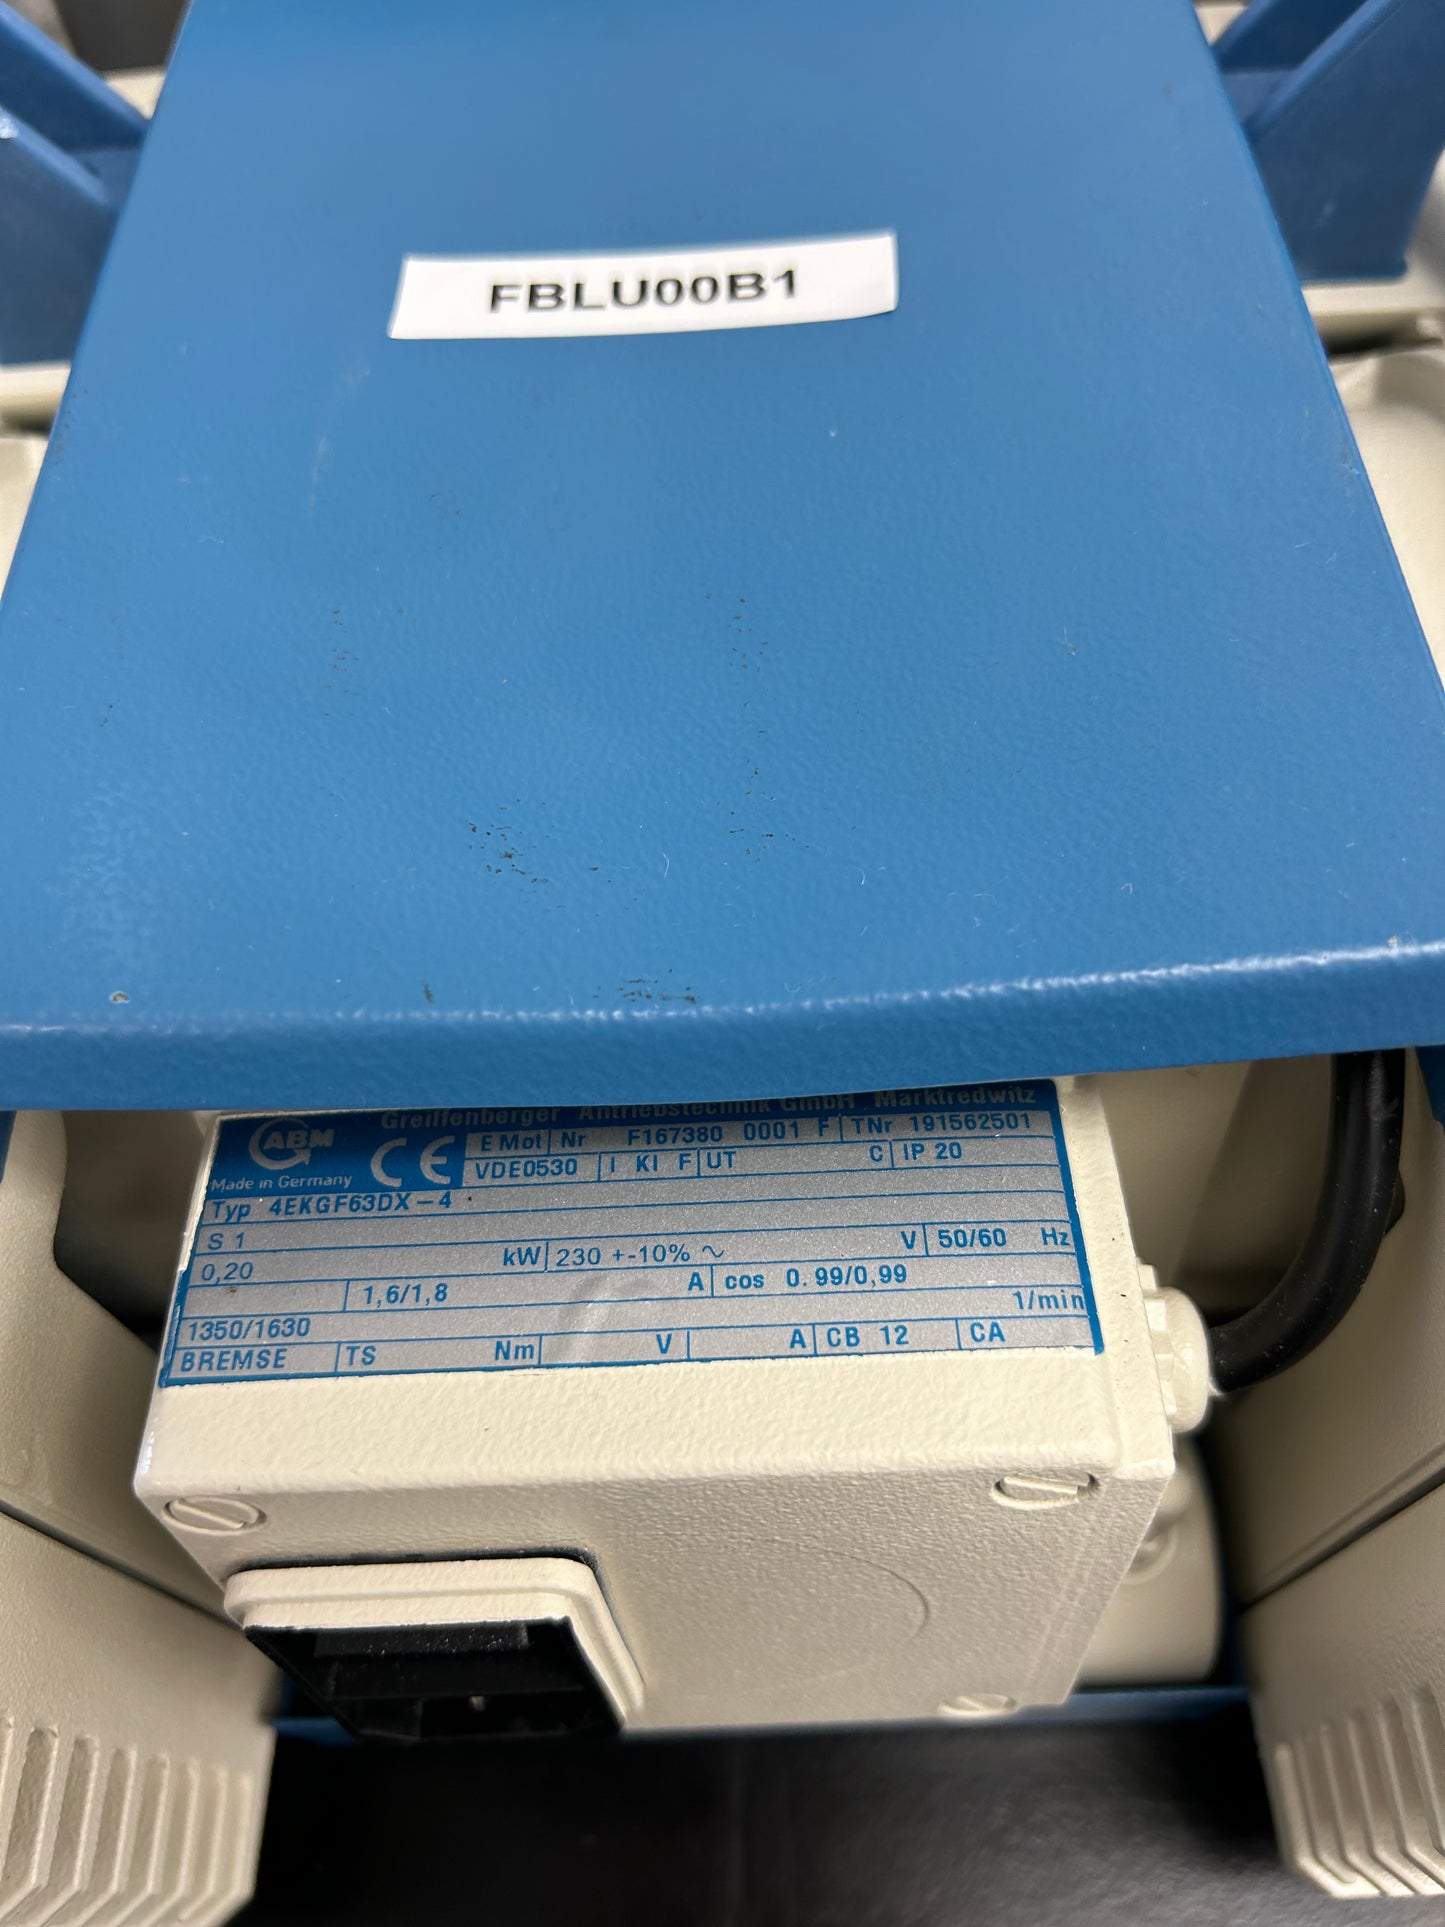 FBLU00B1
Greiffenberger Antriebstechnik GmbH Marktredwitz
ABM
Made in Germany
CE
E Mot Nr F167380 0001 F TNr 191562501
VDE0530 I KI F UT C IP 20
Typ 4EKGF63DX-4
S 1
0,20 kW 230 +-10% ~ V 50/60 Hz
1,6/1,8 A cos 0.99/0,99
1350/1630 1/min
BREMSE TS Nm V A CB 12 CA